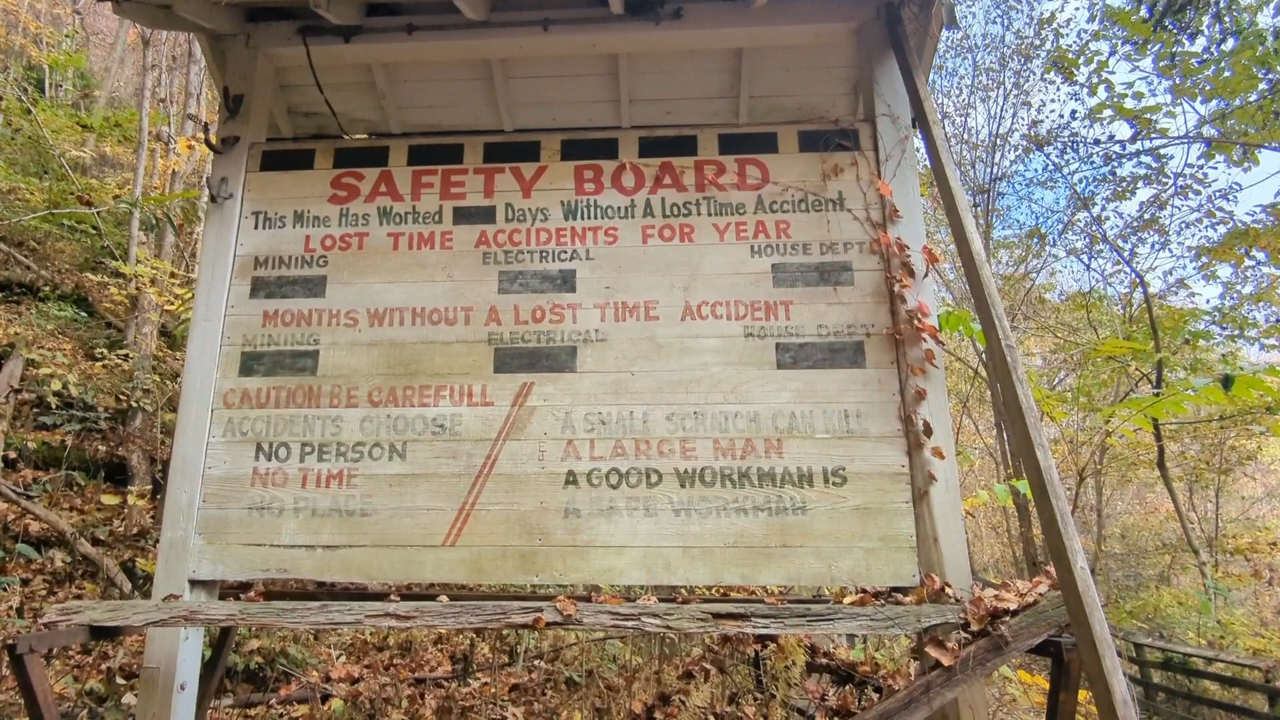 SAFETY BOARD
This Mine Has Worked Days Without A Lost Time Accident
LOST TIME ACCIDENTS FOR YEAR
MINING ELECTRICAL HOUSE DEPT
MONTHS WITHOUT A LOST TIME ACCIDENT
MINING ELECTRICAL HOUSE DEPT
CAUTION BE CAREFULL
ACCIDENTS CHOOSE
NO PERSON
NO TIME
NO PLACE
A SMALL SCRATCH CAN KILL
A LARGE MAN
A GOOD WORKMAN IS
A SAFE WORKMAN